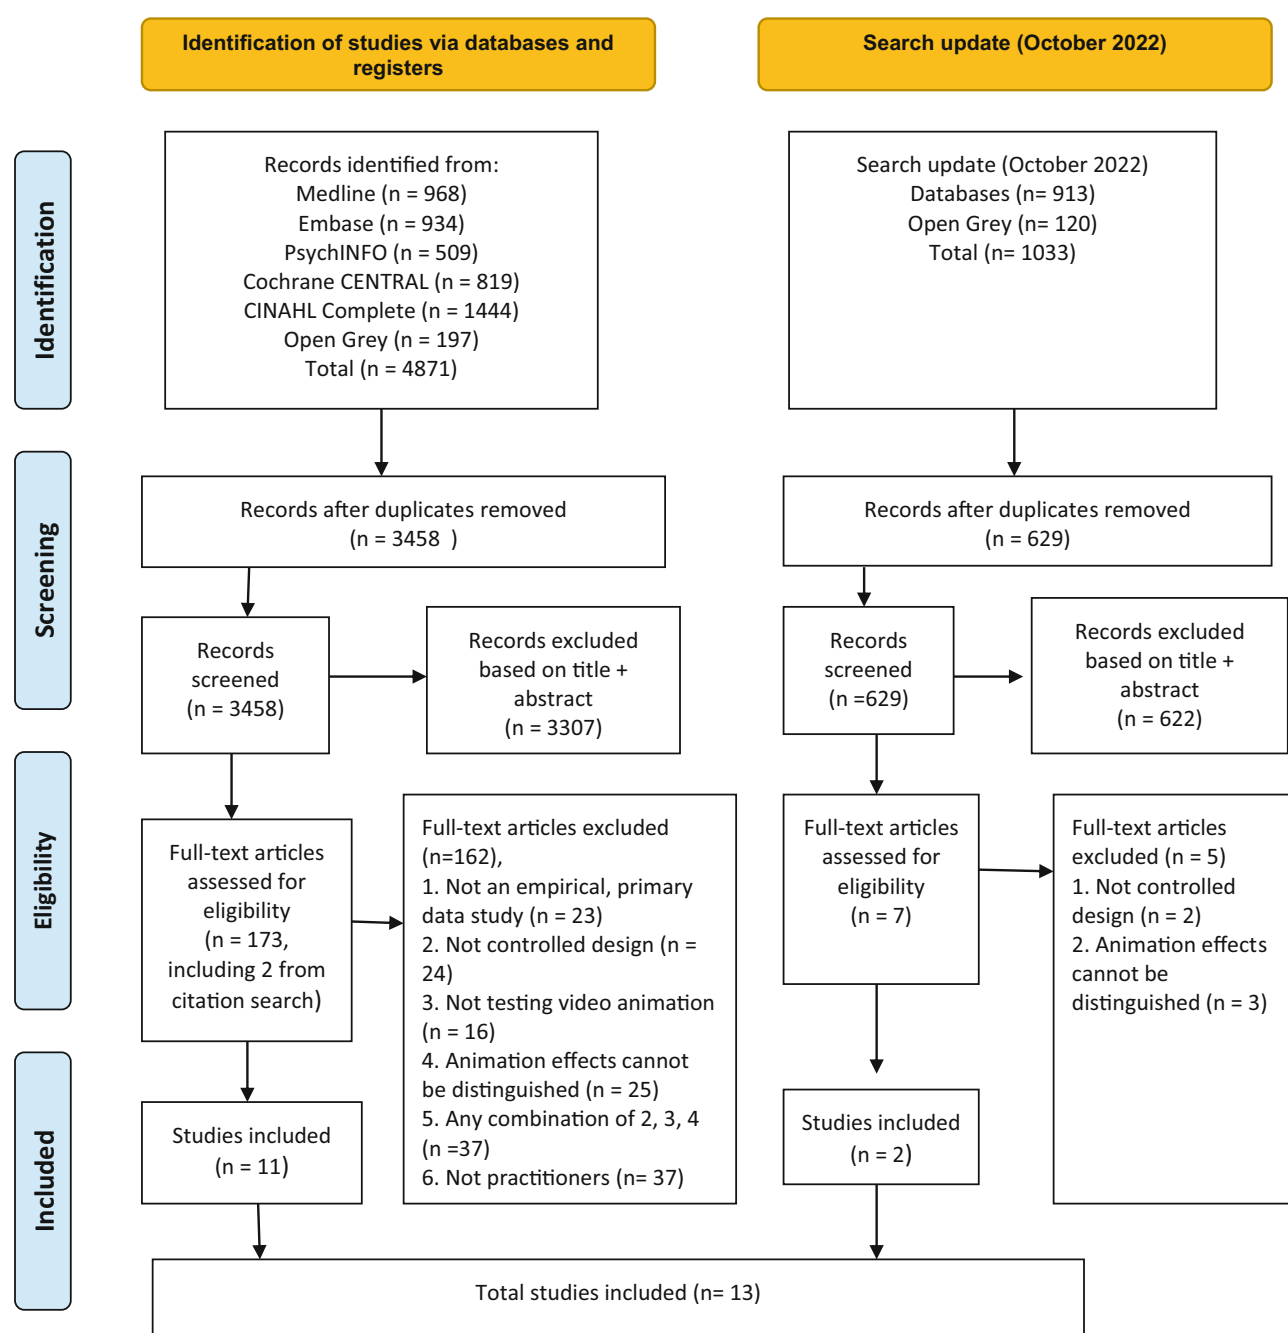 Identification of studies via databases and
registers
Search update (October 2022)
Identification
Records identified from:
Medline (n = 968)
Embase (n = 934)
PsychINFO (n = 509)
Cochrane CENTRAL (n = 819)
CINAHL Complete (n = 1444)
Open Grey (n = 197)
Total (n = 4871)
Search update (October 2022)
Databases (n= 913)
Open Grey (n= 120)
Total (n= 1033)
Screening
Records after duplicates removed
(n = 3458 )
Records after duplicates removed
(n = 629)
Records
screened
(n = 3458)
Records excluded
based on title +
abstract
(n = 3307)
Records
screened
(n =629)
Records excluded
based on title +
abstract
(n = 622)
Eligibility
Full-text articles
assessed for
eligibility
(n = 173,
including 2 from
citation search)
Full-text articles excluded
(n=162),
1. Not an empirical, primary
data study (n = 23)
2. Not controlled design (n =
24)
3. Not testing video animation
(n = 16)
4. Animation effects cannot
be distinguished (n = 25)
5. Any combination of 2, 3, 4
(n =37)
6. Not practitioners (n= 37)
Full-text articles
assessed for
eligibility
(n = 7)
Full-text articles
excluded (n = 5)
1. Not controlled
design (n = 2)
2. Animation effects
cannot be
distinguished (n = 3)
Included
Studies included
(n = 11)
Studies included
(n = 2)
Total studies included (n= 13)